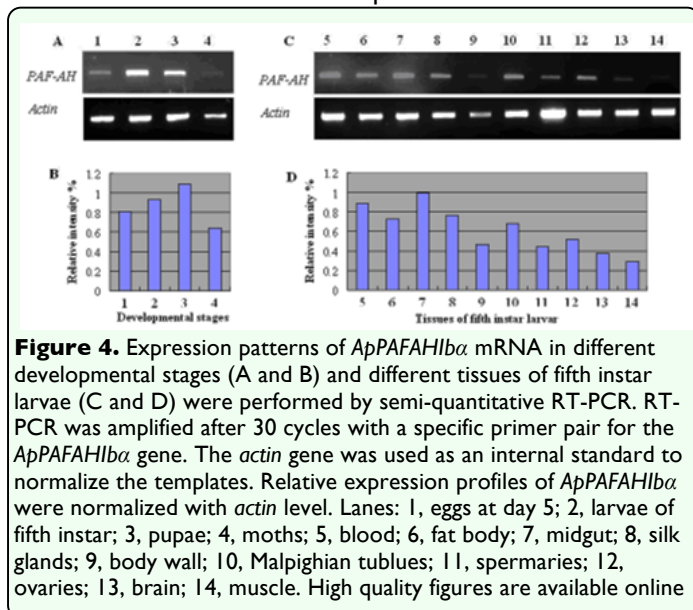 A 1 2 3 4 C 5 6 7 8 9 10 11 12 13 14
PAF-AH PAF-AH
Actin Actin
B Relative intensity %
1.2
1
0.8
0.6
0.4
0.2
0
1 2 3 4
Developmental stages
D Relative intensity %
1.2
1
0.8
0.6
0.4
0.2
0
5 6 7 8 9 10 11 12 13 14
Tissues of fifth instar larvar
Figure 4. Expression patterns of ApPAFAHIbα mRNA in different
developmental stages (A and B) and different tissues of fifth instar
larvae (C and D) were performed by semi-quantitative RT-PCR. RT-
PCR was amplified after 30 cycles with a specific primer pair for the
ApPAFAHIbα gene. The actin gene was used as an internal standard to
normalize the templates. Relative expression profiles of ApPAFAHIbα
were normalized with actin level. Lanes: 1, eggs at day 5; 2, larvae of
fifth instar; 3, pupae; 4, moths; 5, blood; 6, fat body; 7, midgut; 8, silk
glands; 9, body wall; 10, Malpighian tublues; 11, spermaries; 12,
ovaries; 13, brain; 14, muscle. High quality figures are available online